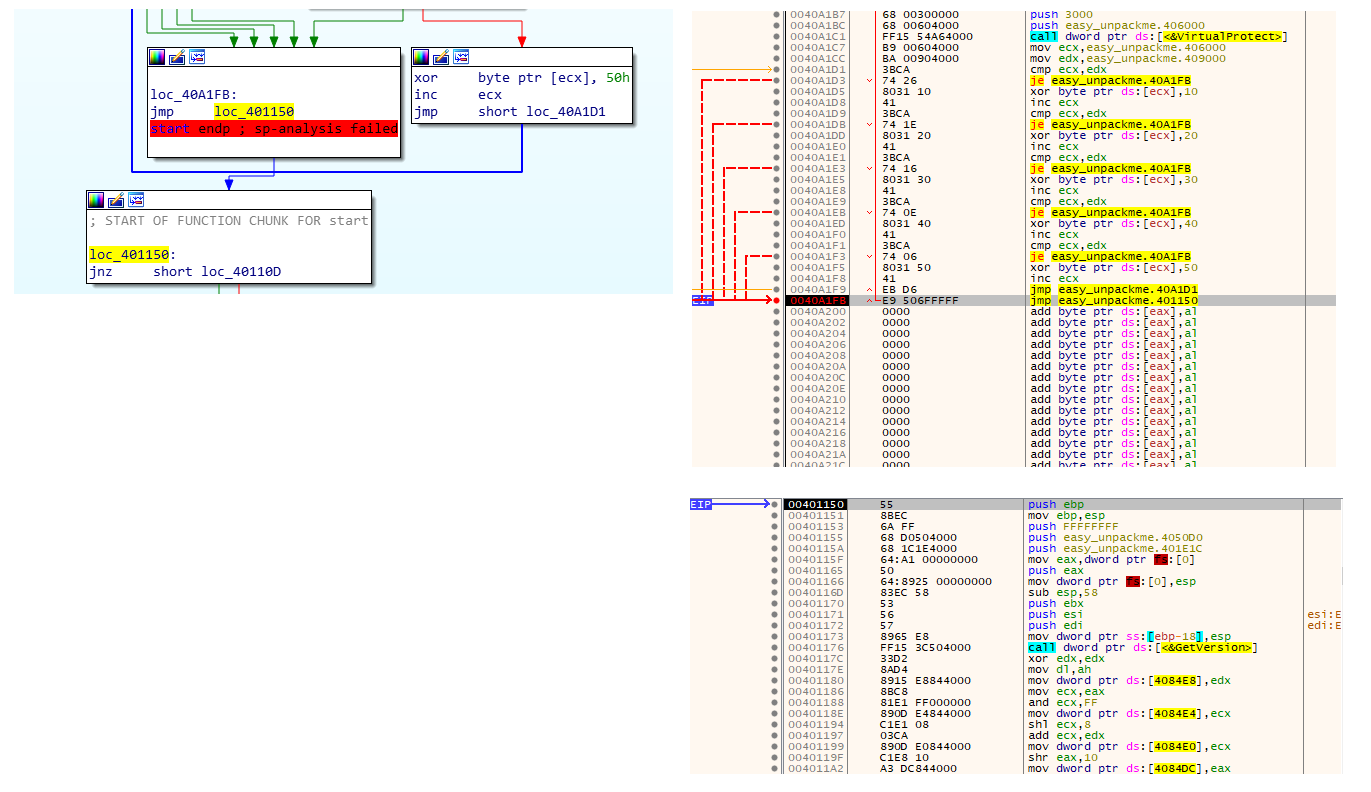 loc_40A1FB:
jmp loc_401150
start endp ; sp-analysis failed
xor byte ptr [ecx], 50h
inc ecx
jmp short loc_40A1D1
; START OF FUNCTION CHUNK FOR start
loc_401150:
jnz short loc_40110D
0040A1B7 68 00300000 push 3000
0040A1BC 68 00604000 push easy_unpackme.406000
0040A1C1 FF15 54A64000 call dword ptr ds:[<&VirtualProtect>]
0040A1C7 B9 00604000 mov ecx,easy_unpackme.406000
0040A1CC BA 00904000 mov edx,easy_unpackme.409000
0040A1D1 3BCA cmp ecx,edx
0040A1D3 74 26 je easy_unpackme.40A1FB
0040A1D5 8031 10 xor byte ptr ds:[ecx],10
0040A1D8 41 inc ecx
0040A1D9 3BCA cmp ecx,edx
0040A1DB 74 1E je easy_unpackme.40A1FB
0040A1DD 8031 20 xor byte ptr ds:[ecx],20
0040A1E0 41 inc ecx
0040A1E1 3BCA cmp ecx,edx
0040A1E3 74 16 je easy_unpackme.40A1FB
0040A1E5 8031 30 xor byte ptr ds:[ecx],30
0040A1E8 41 inc ecx
0040A1E9 3BCA cmp ecx,edx
0040A1EB 74 0E je easy_unpackme.40A1FB
0040A1ED 8031 40 xor byte ptr ds:[ecx],40
0040A1F0 41 inc ecx
0040A1F1 3BCA cmp ecx,edx
0040A1F3 74 06 je easy_unpackme.40A1FB
0040A1F5 8031 50 xor byte ptr ds:[ecx],50
0040A1F8 41 inc ecx
0040A1F9 EB D6 jmp easy_unpackme.40A1D1
EIP 0040A1FB E9 506FFFFF jmp easy_unpackme.401150
0040A200 0000 add byte ptr ds:[eax],al
0040A202 0000 add byte ptr ds:[eax],al
0040A204 0000 add byte ptr ds:[eax],al
0040A206 0000 add byte ptr ds:[eax],al
0040A208 0000 add byte ptr ds:[eax],al
0040A20A 0000 add byte ptr ds:[eax],al
0040A20C 0000 add byte ptr ds:[eax],al
0040A20E 0000 add byte ptr ds:[eax],al
0040A210 0000 add byte ptr ds:[eax],al
0040A212 0000 add byte ptr ds:[eax],al
0040A214 0000 add byte ptr ds:[eax],al
0040A216 0000 add byte ptr ds:[eax],al
0040A218 0000 add byte ptr ds:[eax],al
0040A21A 0000 add byte ptr ds:[eax],al
0040A21C 0000 add byte ptr ds:[eax],al
EIP 00401150 55 push ebp
00401151 8BEC mov ebp,esp
00401153 6A FF push FFFFFFFF
00401155 68 D0504000 push easy_unpackme.4050D0
0040115A 68 1C1E4000 push easy_unpackme.401E1C
0040115F 64:A1 00000000 mov eax,dword ptr fs:[0]
00401165 50 push eax
00401166 64:8925 00000000 mov dword ptr fs:[0],esp
0040116D 83EC 58 sub esp,58
00401170 53 push ebx
00401171 56 push esi esi:E
00401172 57 push edi edi:E
00401173 8965 E8 mov dword ptr ss:[ebp-18],esp
00401176 FF15 3C504000 call dword ptr ds:[<&GetVersion>]
0040117C 33D2 xor edx,edx
0040117E 8AD4 mov dl,ah
00401180 8915 E8844000 mov dword ptr ds:[4084E8],edx
00401186 8BC8 mov ecx,eax
00401188 81E1 FF000000 and ecx,FF
0040118E 890D E4844000 mov dword ptr ds:[4084E4],ecx
00401194 C1E1 08 shl ecx,8
00401197 03CA add ecx,edx
00401199 890D E0844000 mov dword ptr ds:[4084E0],ecx
0040119F C1E8 10 shr eax,10
004011A2 A3 DC844000 mov dword ptr ds:[4084DC],eax